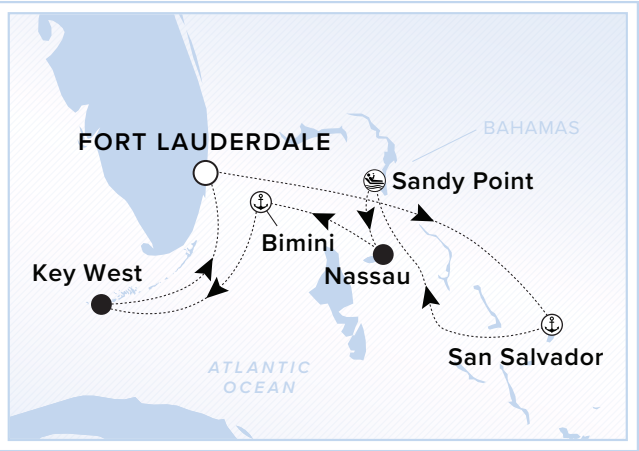 BAHAMAS
FORT LAUDERDALE
Sandy Point
Bimini
Key West
Nassau
San Salvador
ATLANTIC
OCEAN